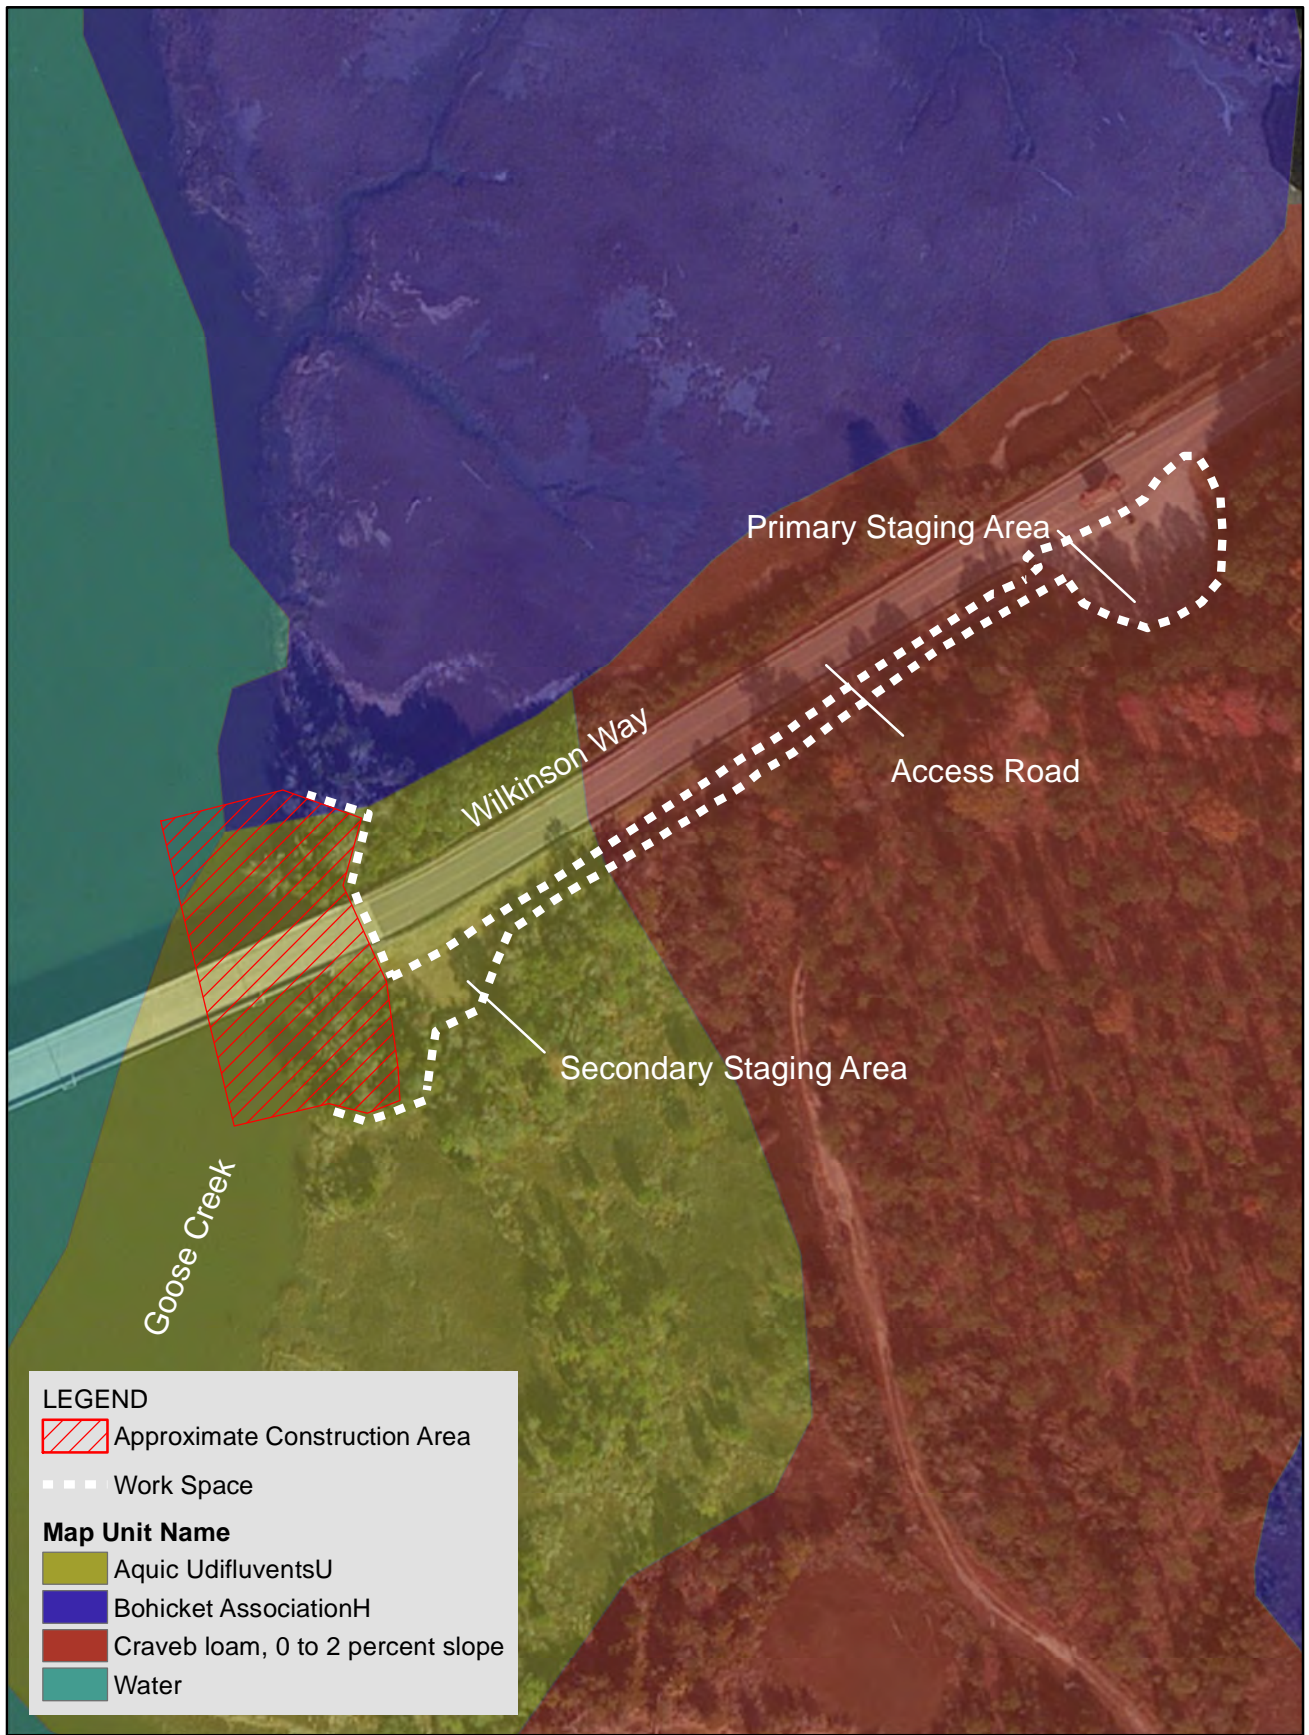 Primary Staging Area
Wilkinson Way
Access Road
Secondary Staging Area
Goose Creek
LEGEND
Approximate Construction Area
Work Space
Map Unit Name
Aquic UdifluventsU
Bohicket AssociationH
Craveb loam, 0 to 2 percent slope
Water